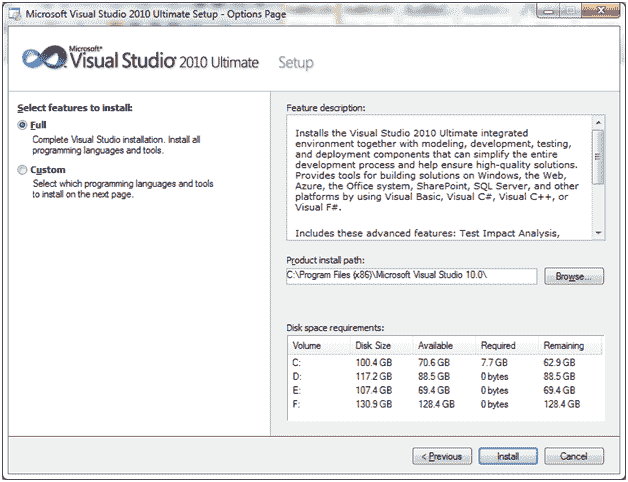 Microsoft Visual Studio 2010 Ultimate Setup - Options Page
Microsoft®
Visual Studio® 2010 Ultimate Setup
Select features to install:
Full
Complete Visual Studio installation. Install all
programming languages and tools.
Custom
Select which programming languages and tools
to install on the next page.
Feature description:
Installs the Visual Studio 2010 Ultimate integrated
environment together with modeling, development, testing,
and deployment components that can simplify the entire
development process and help ensure high-quality solutions.
Provides tools for building solutions on Windows, the Web,
Azure, the Office system, SharePoint, SQL Server, and other
platforms by using Visual Basic, Visual C#, Visual C++, or
Visual F#.
Includes these advanced features: Test Impact Analysis,
Product install path:
C:\Program Files (x86)\Microsoft Visual Studio 10.0\
Browse...
Disk space requirements:
Volume Disk Size Available Required Remaining
C: 100.4 GB 70.6 GB 7.7 GB 62.9 GB
D: 117.2 GB 88.5 GB 0 bytes 88.5 GB
E: 107.4 GB 69.4 GB 0 bytes 69.4 GB
F: 130.9 GB 128.4 GB 0 bytes 128.4 GB
< Previous Install Cancel